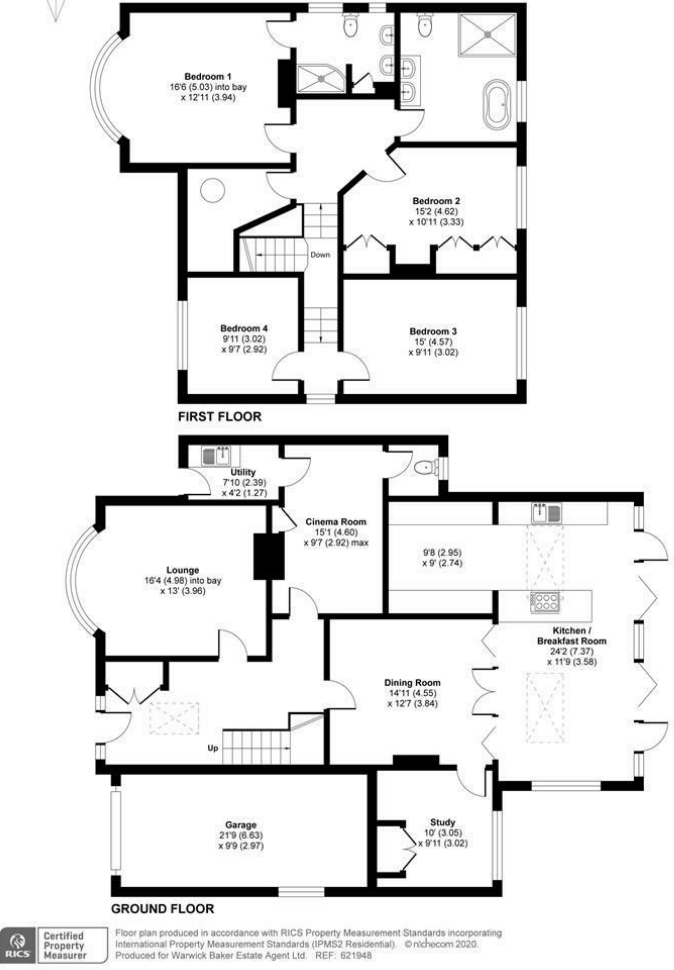 Bedroom 1
16'6 (5.03) into bay
x 12'11 (3.94)
Bedroom 2
15'2 (4.62)
x 10'11 (3.33)
Down
Bedroom 4
9'11 (3.02)
x 9'7 (2.92)
Bedroom 3
15' (4.57)
x 9'11 (3.02)
FIRST FLOOR
Utility
7'10 (2.39)
x 4'2 (1.27)
Cinema Room
15'1 (4.60)
x 9'7 (2.92) max
9'8 (2.95)
x 9' (2.74)
Lounge
16'4 (4.98) into bay
x 13' (3.96)
Kitchen /
Breakfast Room
24'2 (7.37)
x 11'9 (3.58)
Dining Room
14'11 (4.55)
x 12'7 (3.84)
Up
Garage
21'9 (6.63)
x 9'9 (2.97)
Study
10' (3.05)
x 9'11 (3.02)
GROUND FLOOR
RICS
Certified
Property
Measurer
Floor plan produced in accordance with RICS Property Measurement Standards incorporating
International Property Measurement Standards (IPMS2 Residential). © nichecom 2020.
Produced for Warwick Baker Estate Agent Ltd. REF: 621948